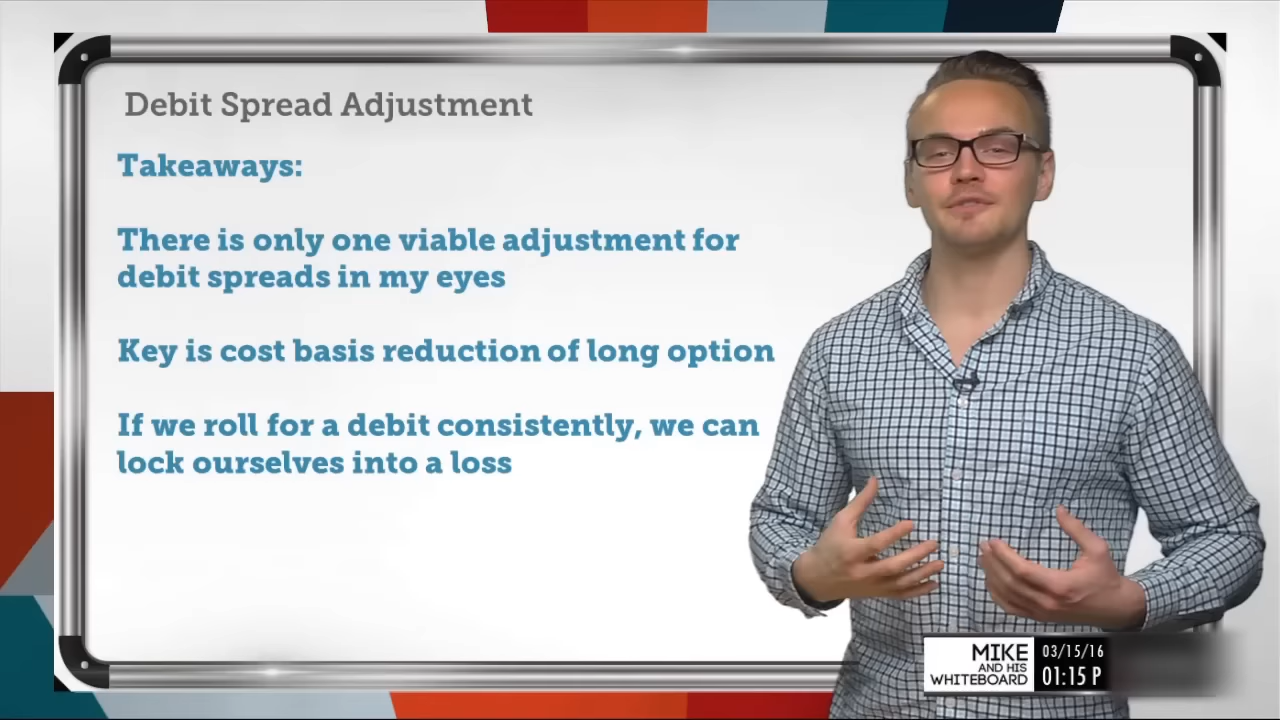 Debit Spread Adjustment
Takeaways:
There is only one viable adjustment for
debit spreads in my eyes
Key is cost basis reduction of long option
If we roll for a debit consistently, we can
lock ourselves into a loss
MIKE
AND HIS
WHITEBOARD
03/15/16
01:15 P